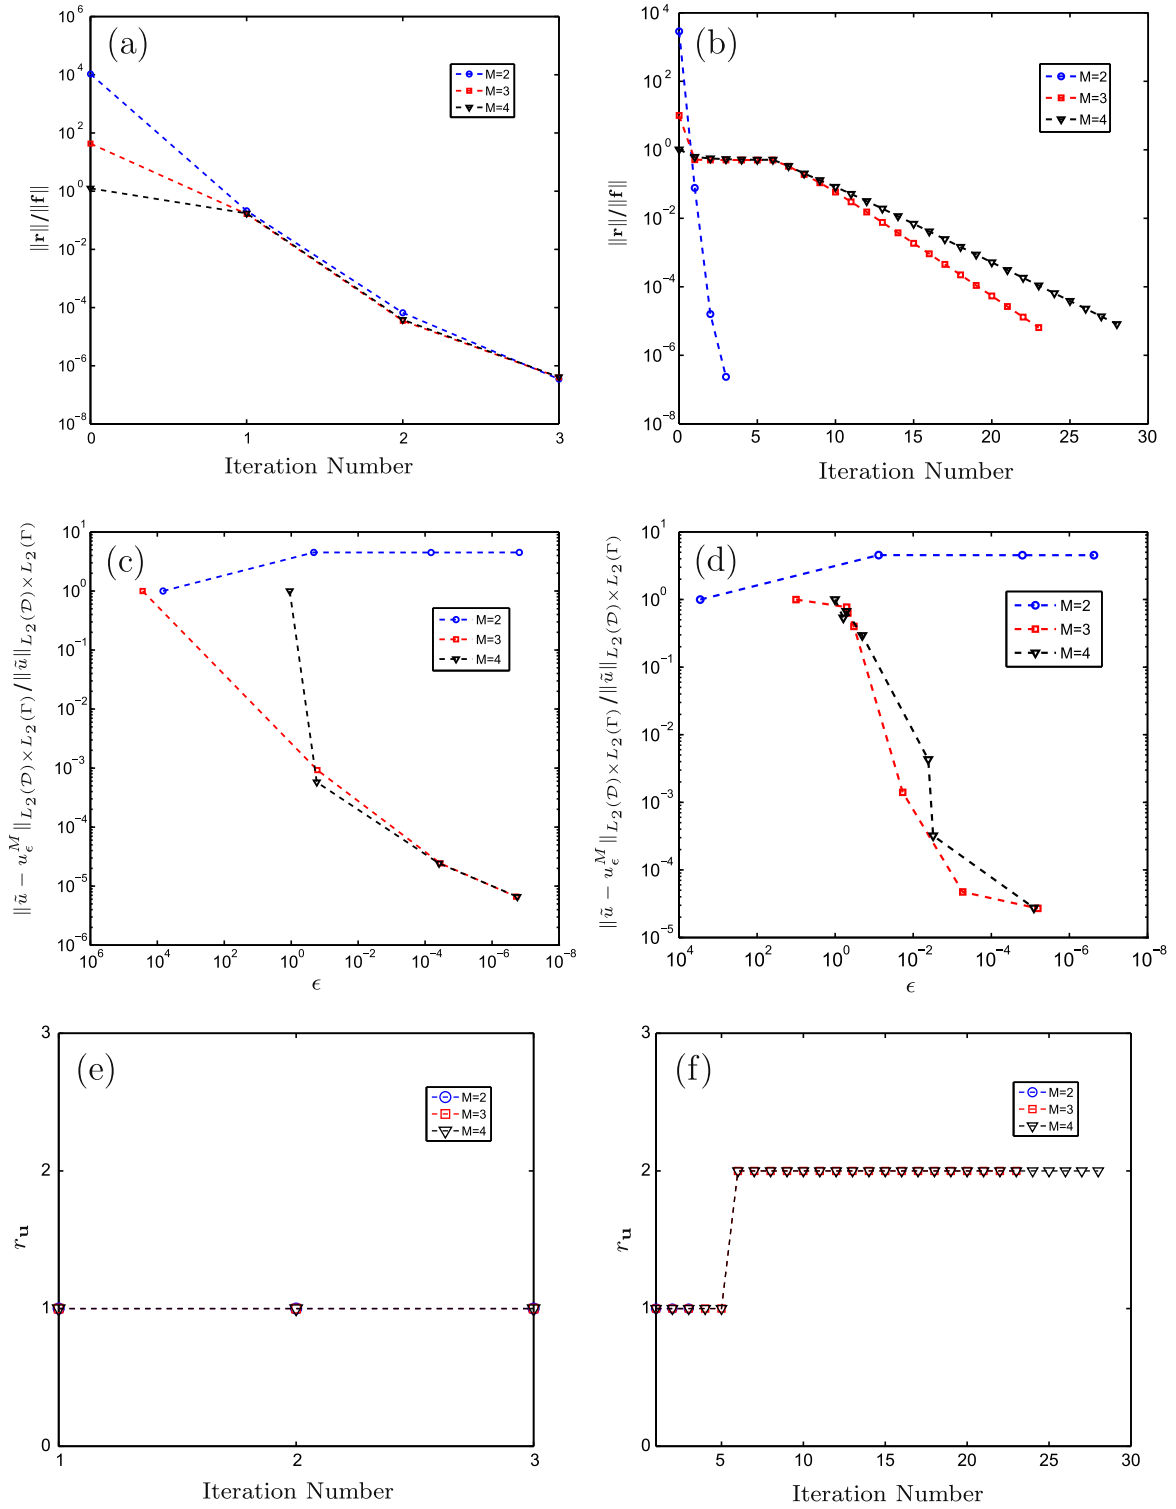 (a)
10^6
10^4
10^2
10^0
10^−2
10^−4
10^−6
10^−8
||r||/||f||
M=2
M=3
M=4
0 1 2 3
Iteration Number
(b)
10^4
10^2
10^0
10^−2
10^−4
10^−6
10^−8
||r||/||f||
M=2
M=3
M=4
0 5 10 15 20 25 30
Iteration Number
(c)
10^1
10^0
10^−1
10^−2
10^−3
10^−4
10^−5
10^−6
‖ũ − u_ϵ^M‖_{L_2(𝒟)×L_2(Γ)}/‖ũ‖_{L_2(𝒟)×L_2(Γ)}
M=2
M=3
M=4
10^6 10^4 10^2 10^0 10^−2 10^−4 10^−6 10^−8
ϵ
(d)
10^1
10^0
10^−1
10^−2
10^−3
10^−4
10^−5
‖ũ − u_ϵ^M‖_{L_2(𝒟)×L_2(Γ)}/‖ũ‖_{L_2(𝒟)×L_2(Γ)}
M=2
M=3
M=4
10^4 10^2 10^0 10^−2 10^−4 10^−6 10^−8
ϵ
(e)
3
2
1
0
r_u
M=2
M=3
M=4
1 2 3
Iteration Number
(f)
3
2
1
0
r_u
M=2
M=3
M=4
5 10 15 20 25 30
Iteration Number